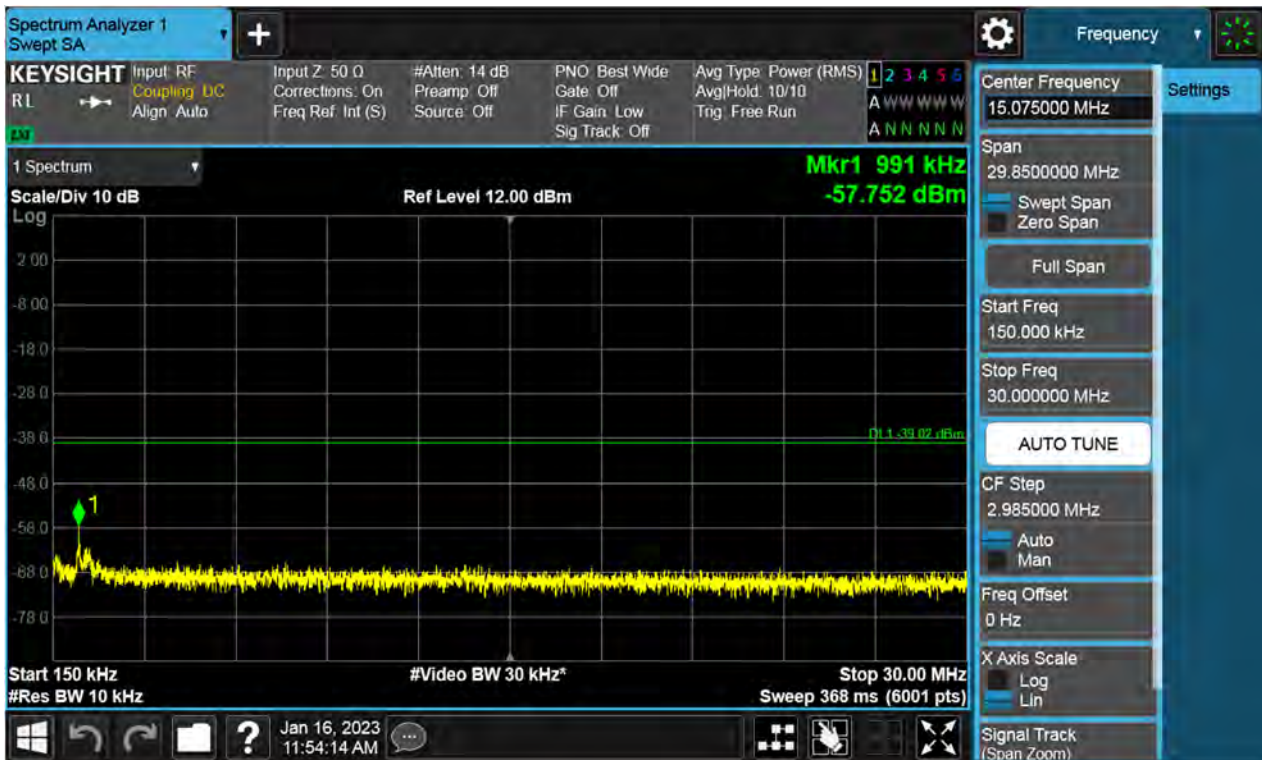 Spectrum Analyzer 1
Swept SA
+
Frequency
KEYSIGHT
RL
EXT
Input: RF
Coupling: DC
Align: Auto
Input Z: 50 Ω
Corrections: On
Freq Ref: Int (S)
#Atten: 14 dB
Preamp: Off
Source: Off
PNO: Best Wide
Gate: Off
IF Gain: Low
Sig Track: Off
Avg Type: Power (RMS)
Avg|Hold: 10/10
Trig: Free Run
1 2 3 4 5 6
A W W W W W
A N N N N N
1 Spectrum
Scale/Div 10 dB
Log
Ref Level 12.00 dBm
Mkr1 991 kHz
-57.752 dBm
2.00
-8.00
-18.0
-28.0
-38.0
-48.0
-58.0
-68.0
-78.0
DL1 -39.02 dBm
1
Start 150 kHz
#Video BW 30 kHz*
Stop 30.00 MHz
#Res BW 10 kHz
Sweep 368 ms (6001 pts)
Center Frequency
15.075000 MHz
Settings
Span
29.8500000 MHz
Swept Span
Zero Span
Full Span
Start Freq
150.000 kHz
Stop Freq
30.000000 MHz
AUTO TUNE
CF Step
2.985000 MHz
Auto
Man
Freq Offset
0 Hz
X Axis Scale
Log
Lin
Signal Track
(Span Zoom)
?
Jan 16, 2023
11:54:14 AM